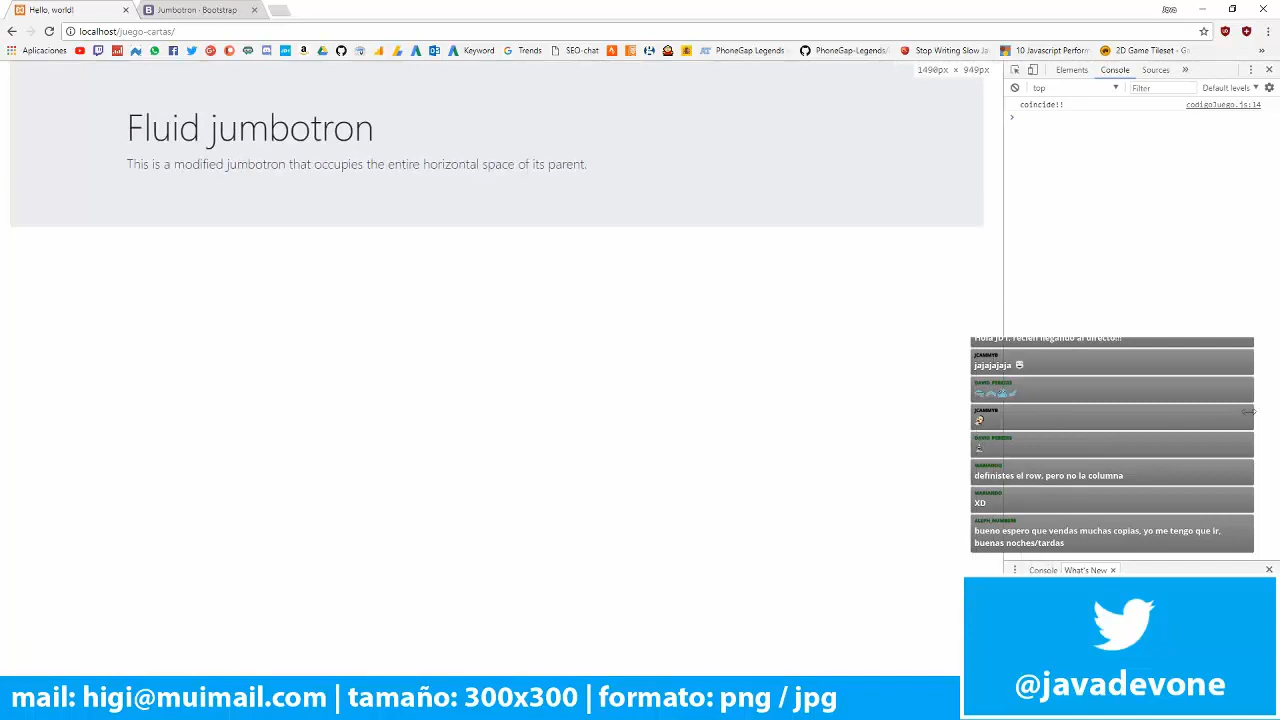 Hello, world!
Jumbotron · Bootstrap
localhost/juego-cartas/
Aplicaciones
Keyword
Trends
SEO-chat
PhoneGap Legends
GapLegends/
Stop Writing Slow Ja
10 Javascript Perform
2D Game Tileset - G
1490px × 949px
Elements
Console
Sources
top
Filter
Default levels
coincide!!
codigoJuego.js:14
Fluid jumbotron
This is a modified jumbotron that occupies the entire horizontal space of its parent.
JCAMMYB
jajajajaja
JCAMMYB
definistes el row, pero no la columna
XD
ALEPH_NUMBERS
bueno espero que vendas muchas copias, yo me tengo que ir,
buenas noches/tardas
Console
What's New
@javadevone
mail: higi@muimail.com | tamaño: 300x300 | formato: png / jpg